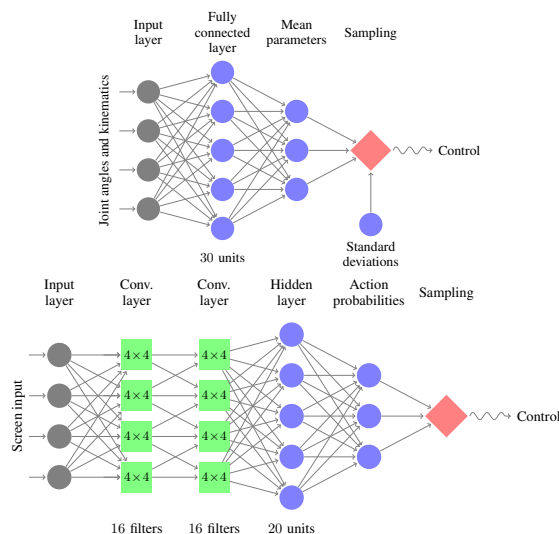 Input
layer
Fully
connected
layer
Mean
parameters
Sampling
Joint angles and kinematics
Control
30 units
Standard
deviations
Input
layer
Conv.
layer
Conv.
layer
Hidden
layer
Action
probabilities
Sampling
Screen input
4×4 4×4
4×4 4×4
4×4 4×4
4×4 4×4
Control
16 filters 16 filters 20 units